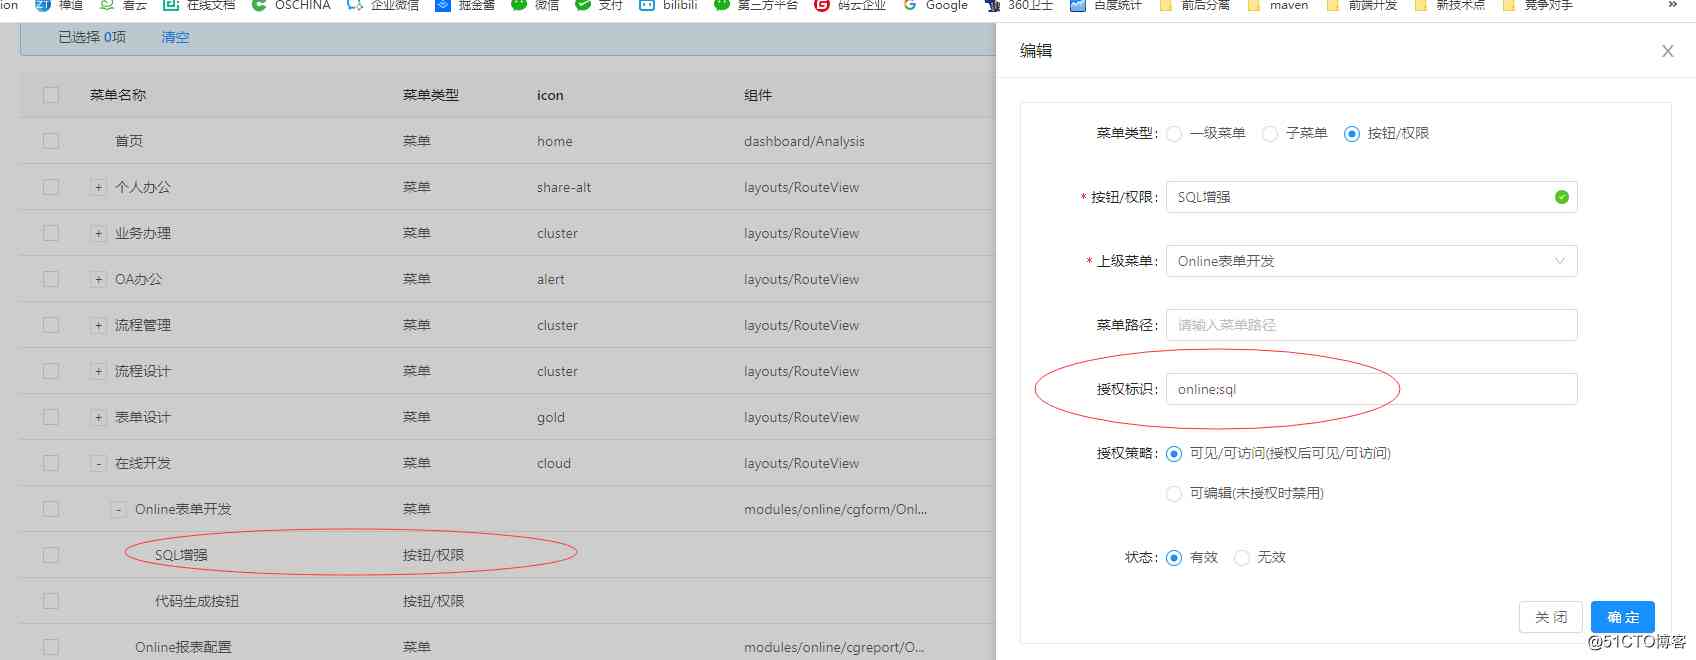 ion 禅道 看云 在线文档 OSCHINA 企业微信 掘金酱 微信 支付 bilibili 第三方平台 码云企业 Google 360卫士 百度统计 前后分离 maven 前端开发 新技术点 竞争对手 »
已选择 0项 清空
编辑
菜单名称 菜单类型 icon 组件
首页 菜单 home dashboard/Analysis
+ 个人办公 菜单 share-alt layouts/RouteView
+ 业务办理 菜单 cluster layouts/RouteView
+ OA办公 菜单 alert layouts/RouteView
+ 流程管理 菜单 cluster layouts/RouteView
+ 流程设计 菜单 cluster layouts/RouteView
+ 表单设计 菜单 gold layouts/RouteView
- 在线开发 菜单 cloud layouts/RouteView
- Online表单开发 菜单 modules/online/cgform/Onl...
SQL增强 按钮/权限
代码生成按钮 按钮/权限
Online报表配置 菜单 modules/online/cgreport/O...
菜单类型: 一级菜单 子菜单 按钮/权限
* 按钮/权限: SQL增强
* 上级菜单: Online表单开发
菜单路径: 请输入菜单路径
授权标识: online:sql
授权策略: 可见/可访问(授权后可见/可访问)
可编辑(未授权时禁用)
状态: 有效 无效
关 闭 确 定
@51CTO博客